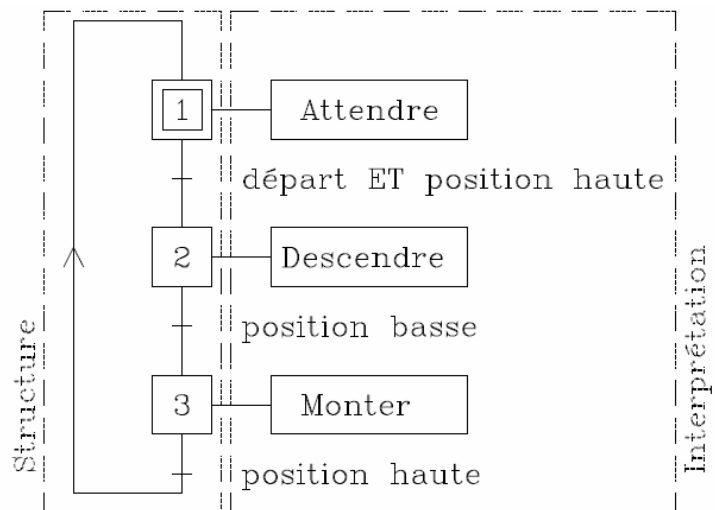 1 Attendre
départ ET position haute
2 Descendre
position basse
3 Monter
position haute
Structure
Interprétation